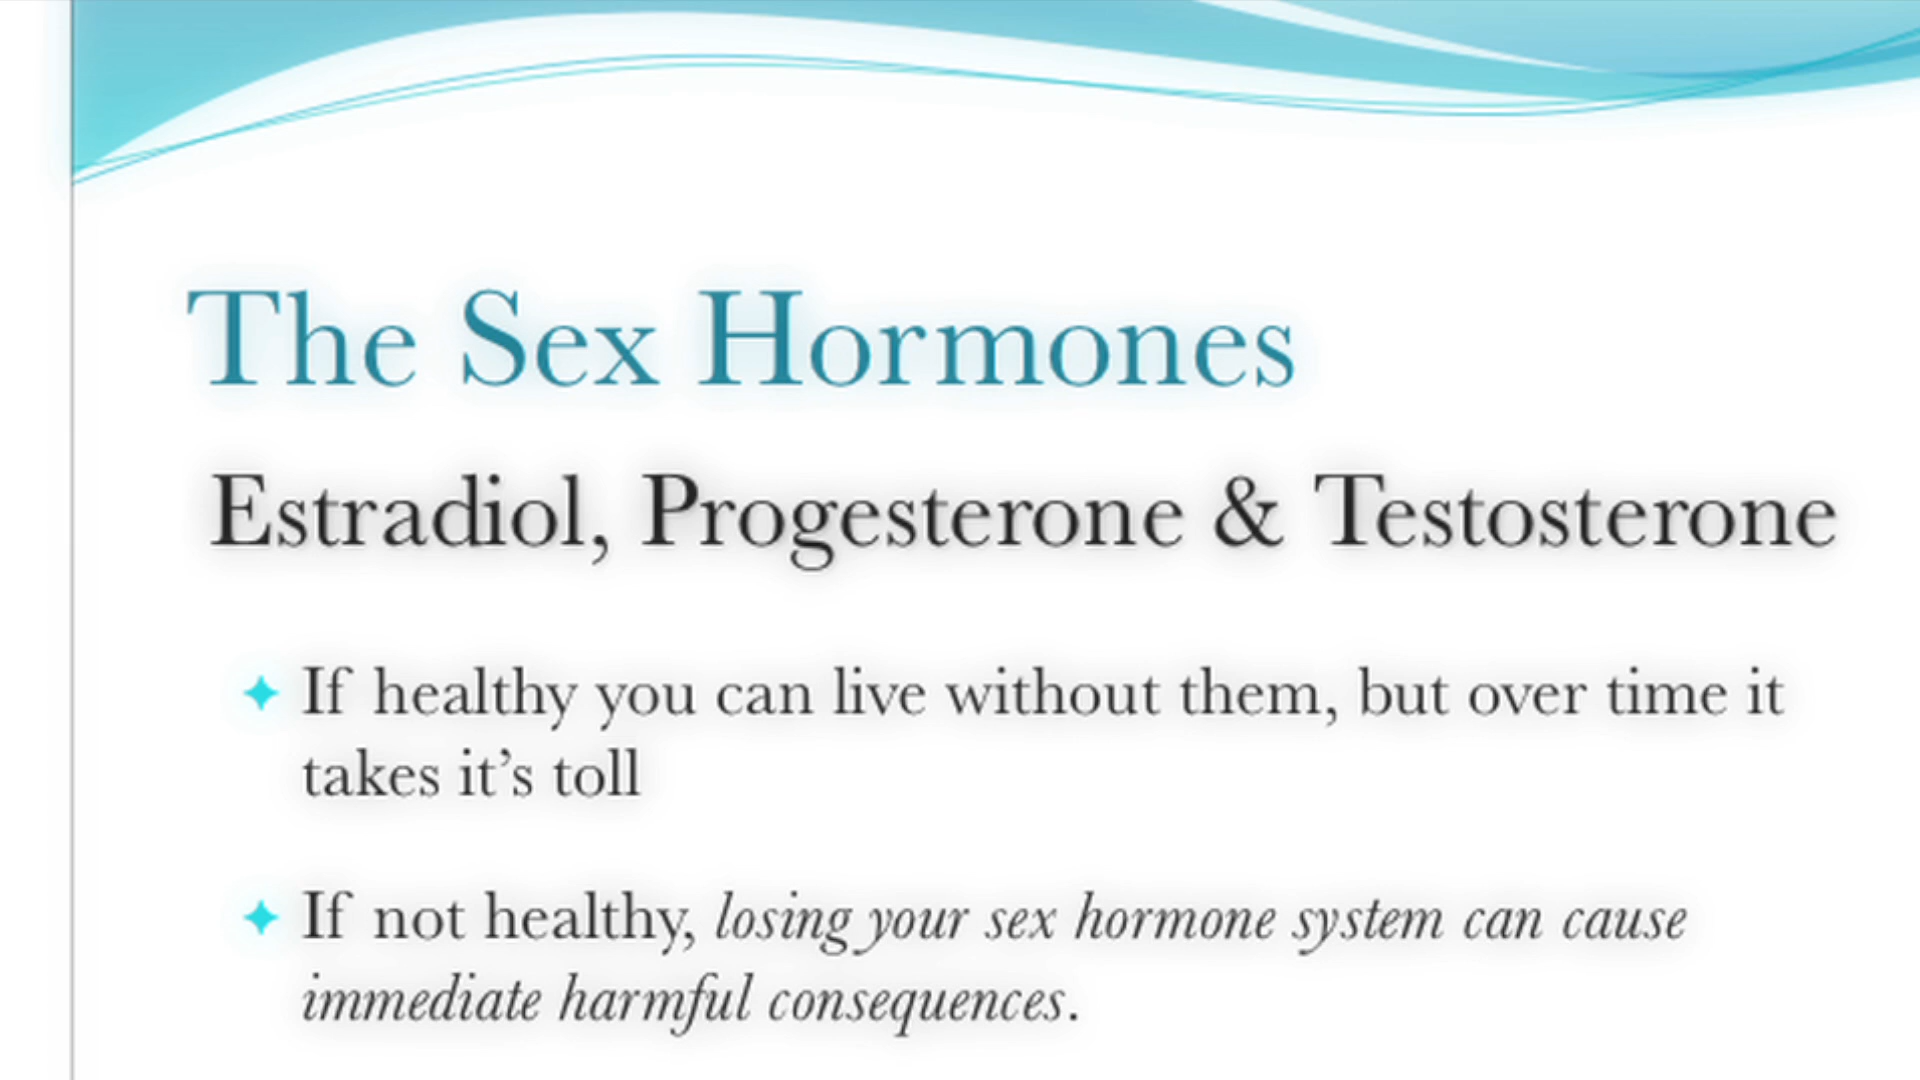 The Sex Hormones
Estradiol, Progesterone & Testosterone
If healthy you can live without them, but over time it
takes it’s toll
If not healthy, losing your sex hormone system can cause
immediate harmful consequences.